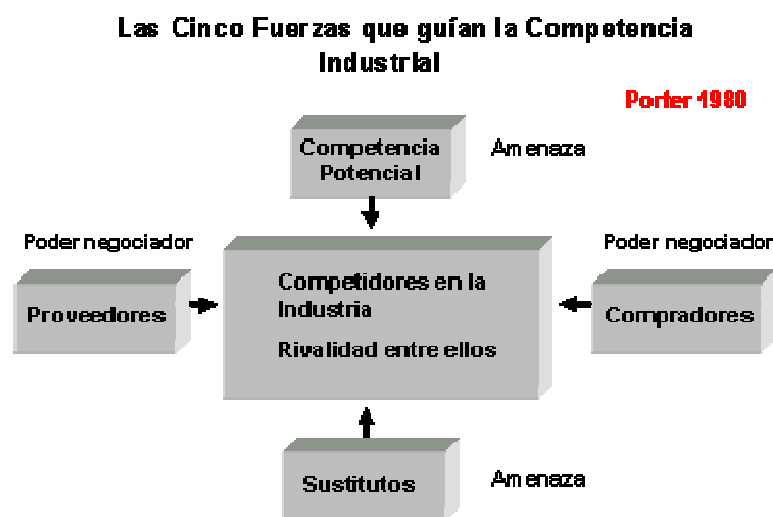 Las Cinco Fuerzas que guían la Competencia
Industrial
Porter 1980
Competencia
Potencial
Amenaza
Poder negociador
Poder negociador
Proveedores
Competidores en la
Industria
Rivalidad entre ellos
Compradores
Sustitutos
Amenaza